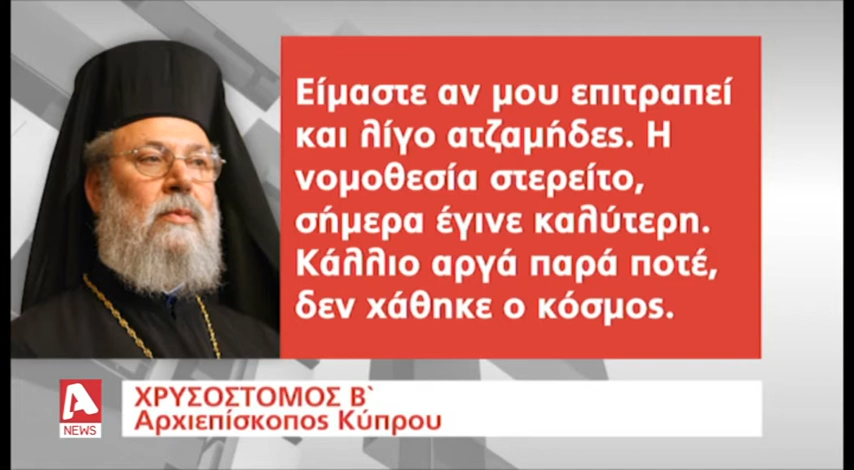 Είμαστε αν μου επιτραπεί
και λίγο ατζαμήδες. Η
νομοθεσία στερείτο,
σήμερα έγινε καλύτερη.
Κάλλιο αργά παρά ποτέ,
δεν χάθηκε ο κόσμος.
ΧΡΥΣΟΣΤΟΜΟΣ Β`
Αρχιεπίσκοπος Κύπρου
A
NEWS